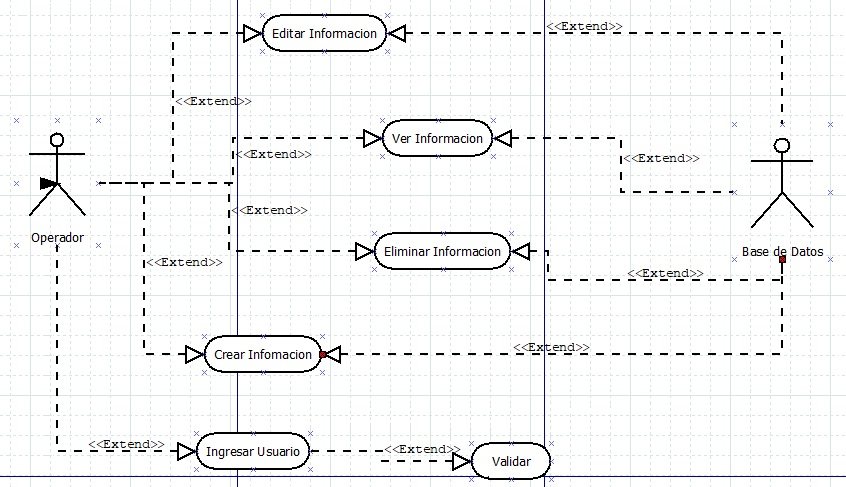 Editar Informacion
<<Extend>>
<<Extend>>
Ver Informacion
<<Extend>>
<<Extend>>
<<Extend>>
Operador
Eliminar Informacion
Base de Datos
<<Extend>>
<<Extend>>
<<Extend>>
Crear Infomacion
<<Extend>>
Ingresar Usuario
<<Extend>>
Validar